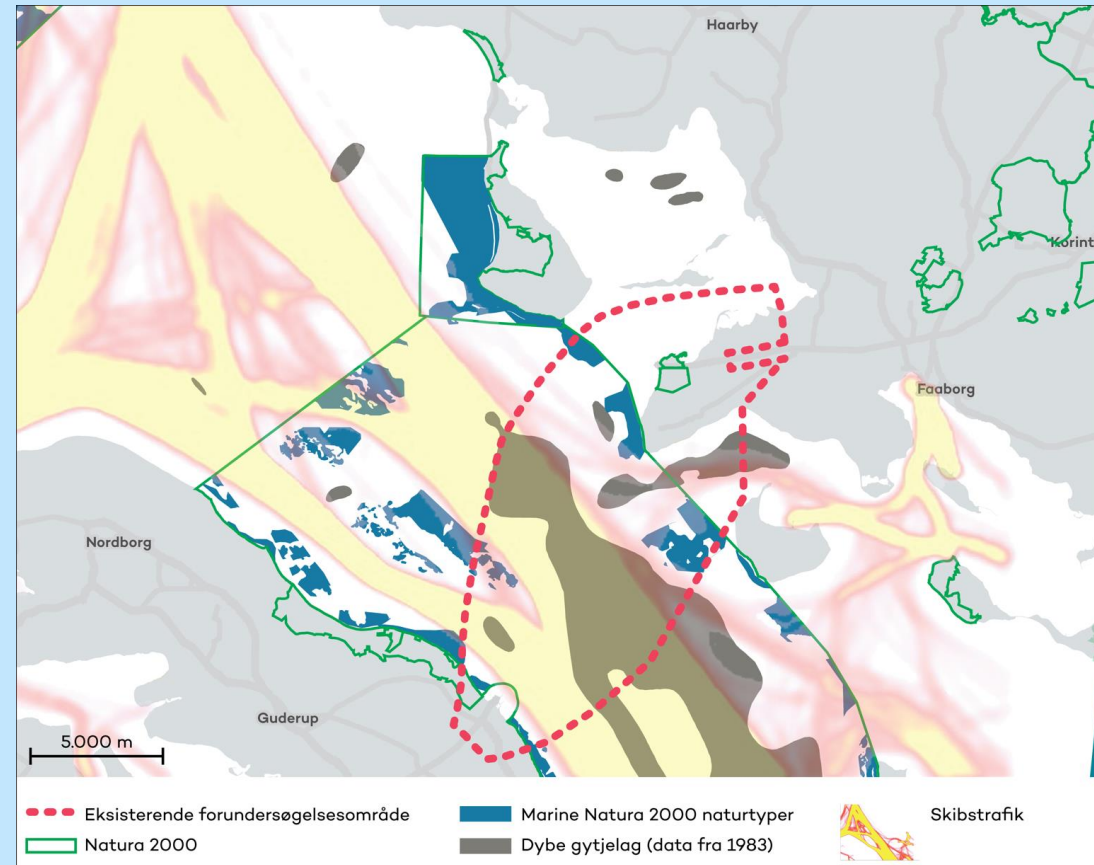 Haarby
Korint
Faaborg
Nordborg
Guderup
5.000 m
Eksisterende forundersøgelsesområde
Natura 2000
Marine Natura 2000 naturtyper
Dybe gytjelag (data fra 1983)
Skibstrafik